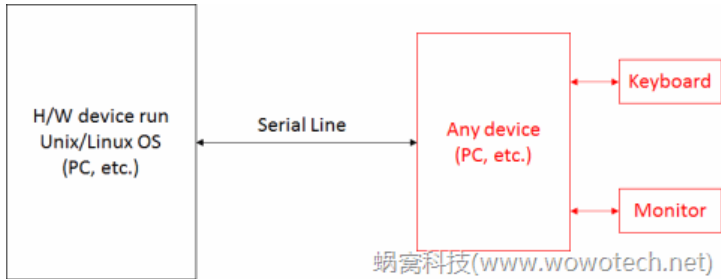 H/W device run
Unix/Linux OS
(PC, etc.)
Serial Line
Any device
(PC, etc.)
Keyboard
Monitor
蜗窝科技(www.wowotech.net)